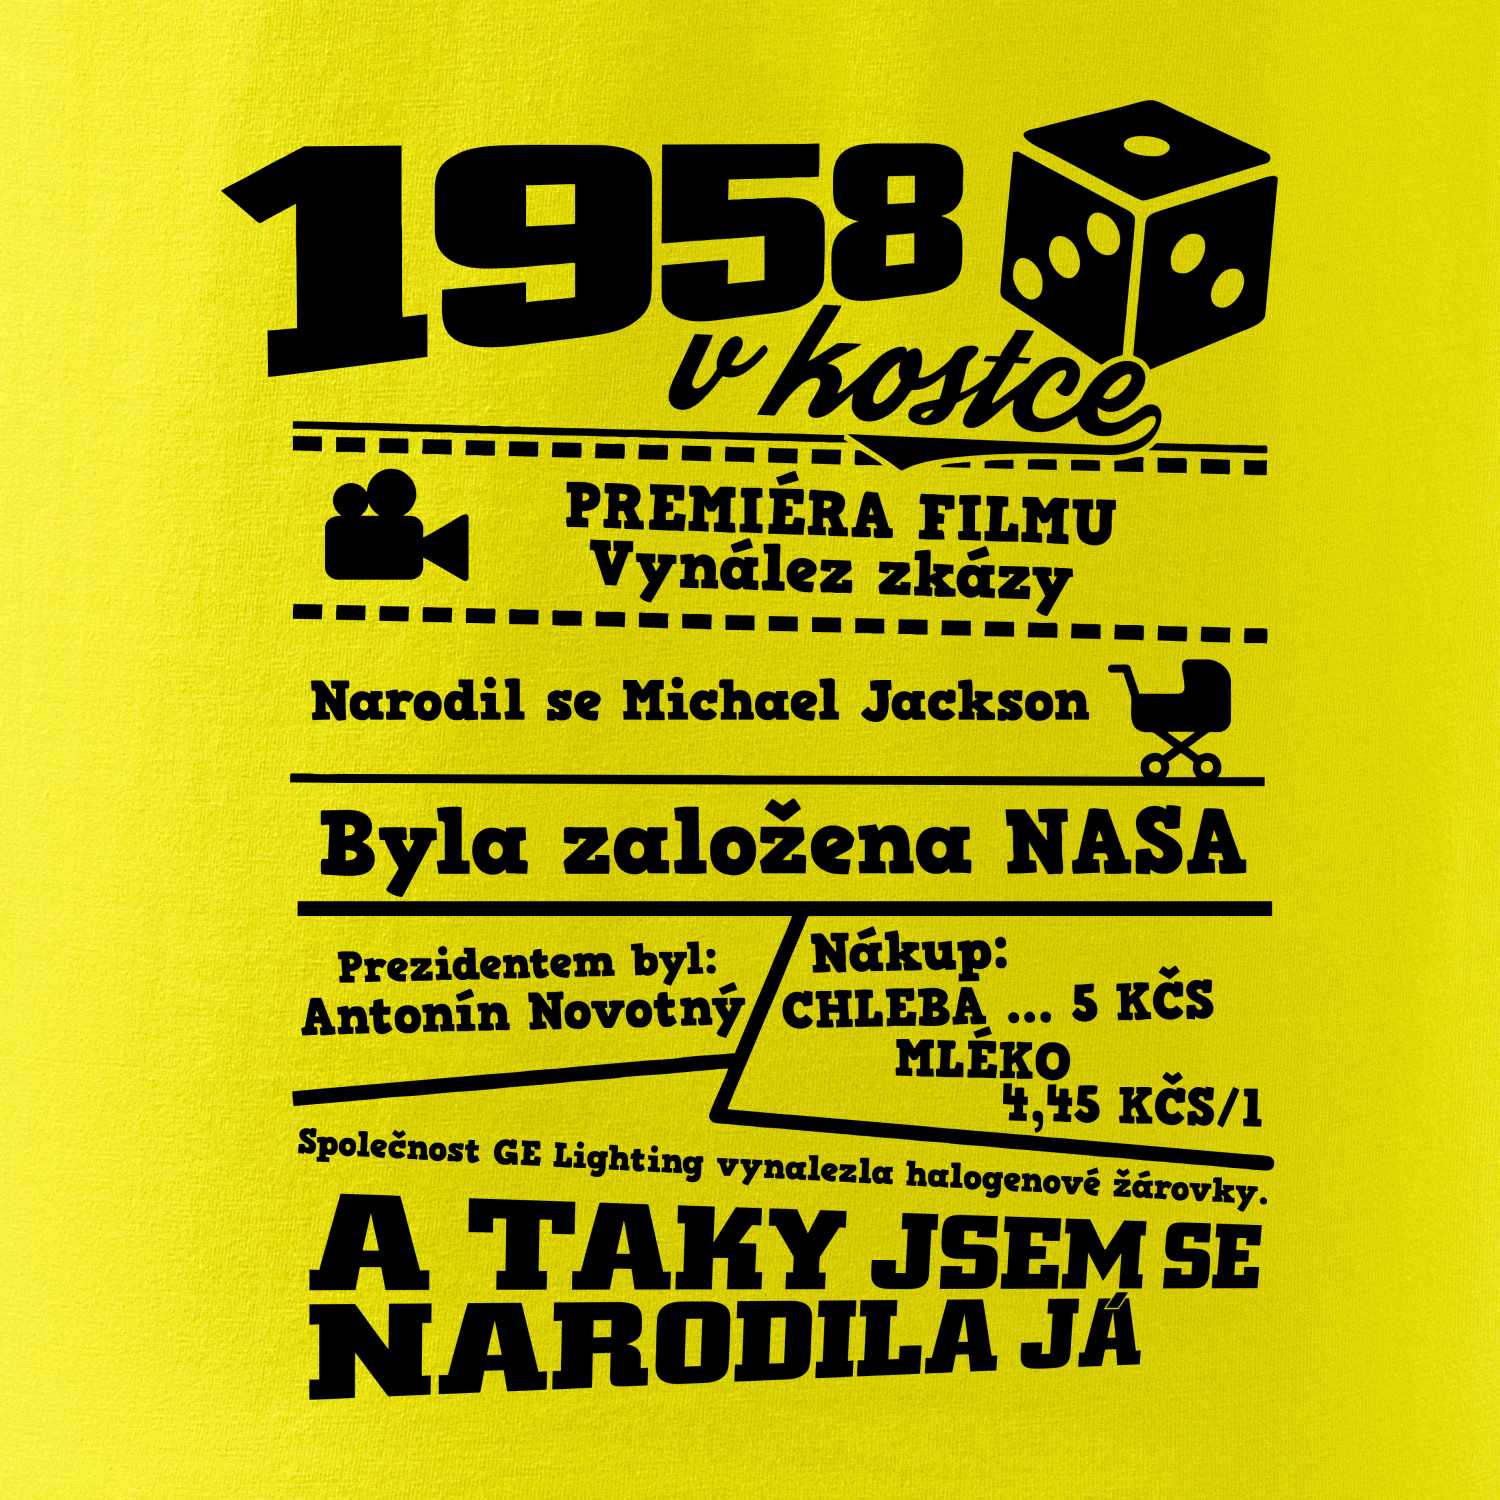 1958
v kostce
PREMIÉRA FILMU
Vynález zkázy
Narodil se Michael Jackson
Byla založena NASA
Prezidentem byl:
Antonín Novotný
Nákup:
CHLEBA ... 5 KČS
MLÉKO
4,45 KČS/l
Společnost GE Lighting vynalezla halogenové žárovky.
A TAKY JSEM SE
NARODILA JÁ